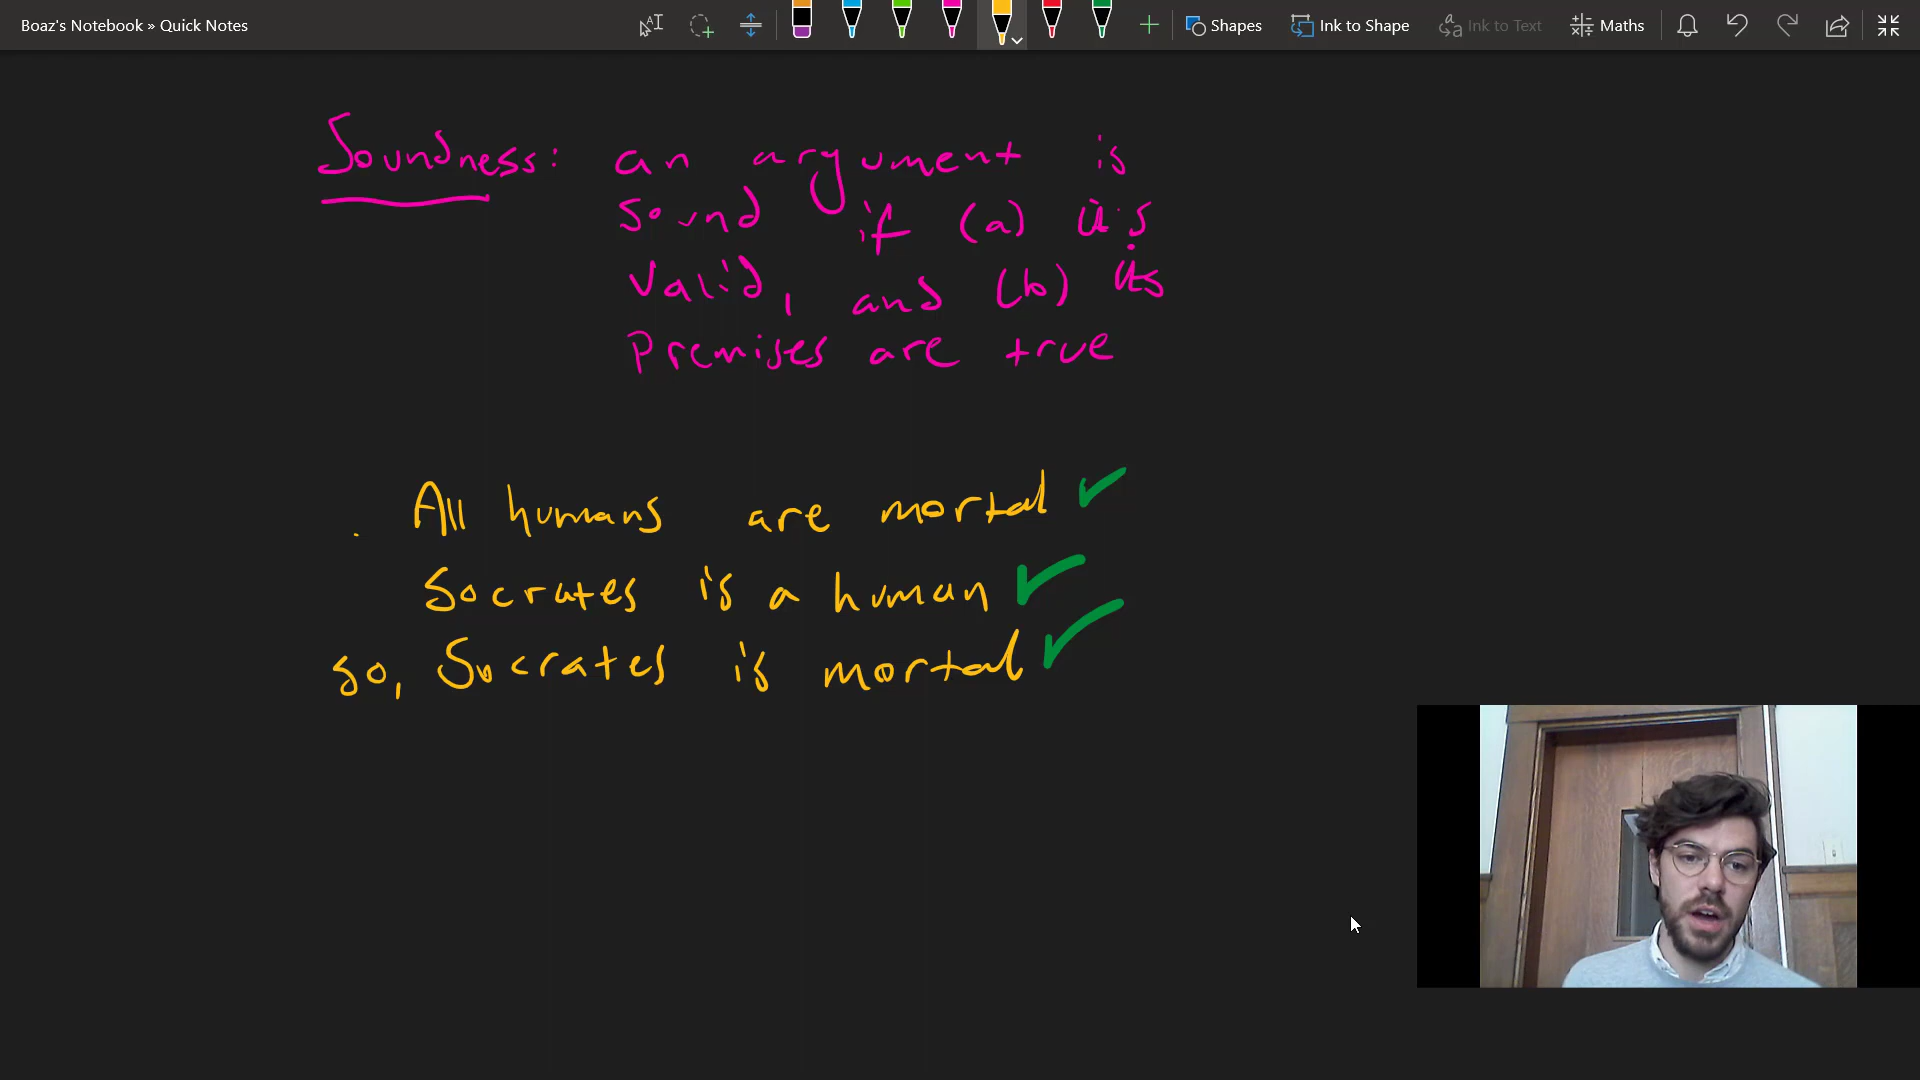 Boaz's Notebook » Quick Notes
Shapes
Ink to Shape
Ink to Text
Maths
Soundness: an argument is
sound if (a) it is
valid, and (b) its
premises are true
All humans are mortal
Socrates is a human
so, Socrates is mortal